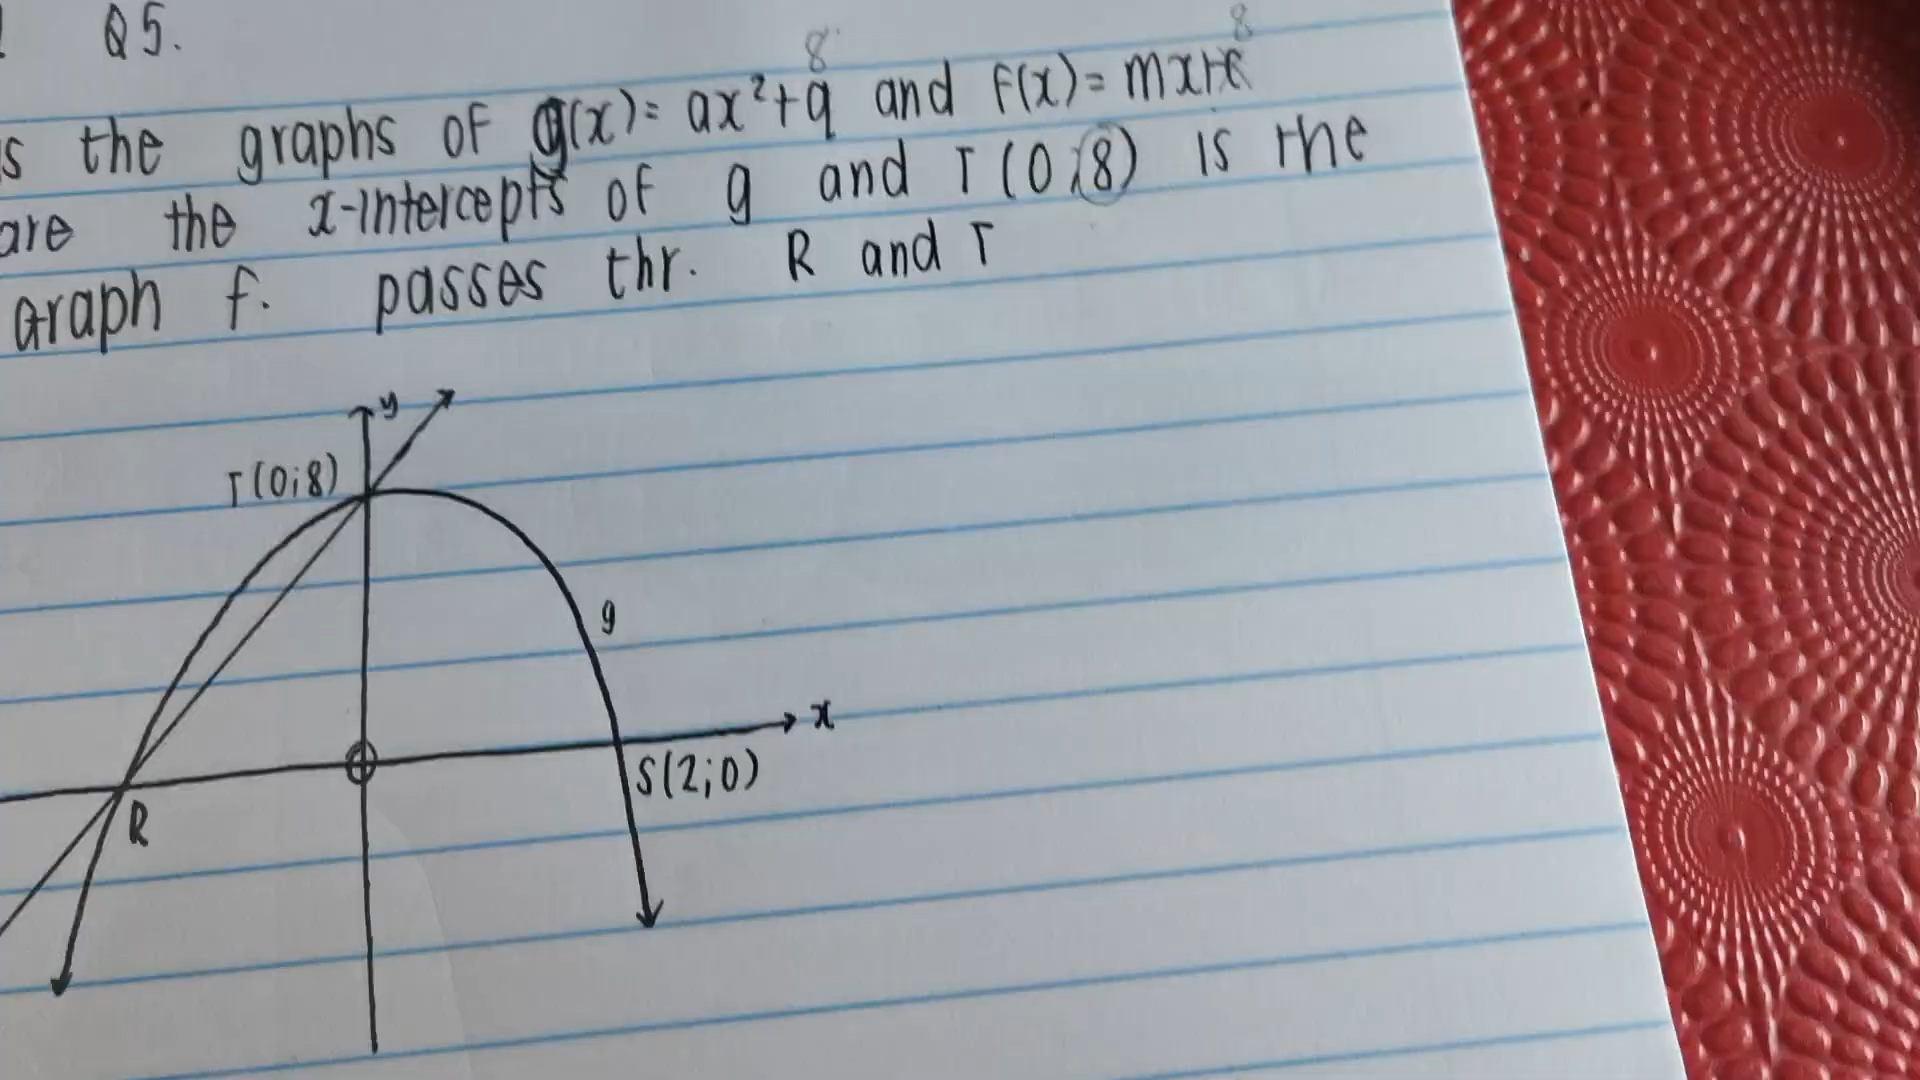 Q5.
8 8
s the graphs of g(x)= ax²+q and f(x)= mx+c
are the x-intercepts of g and T(0;8) is the
Graph f. passes thr. R and T
y
T(0;8)
g
x
S(2;0)
R